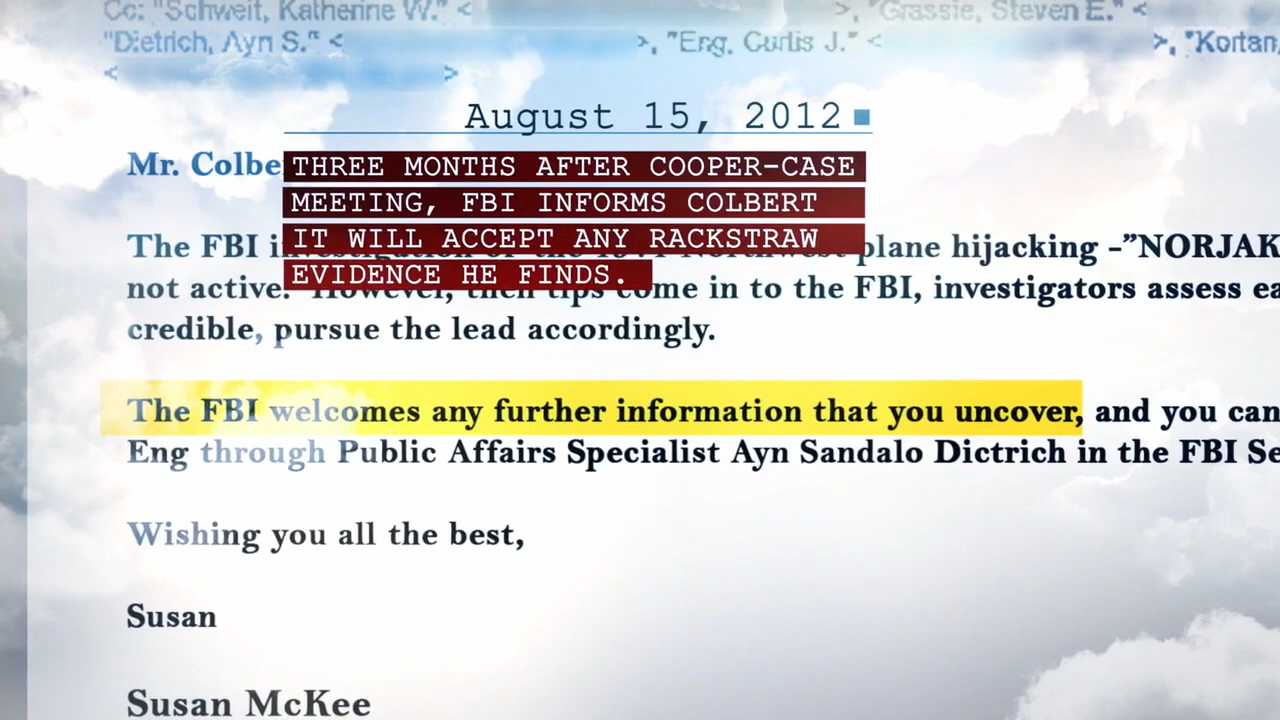 Cc: "Schweit, Katherine W." < >, "Grassie, Steven E." <
"Dietrich, Ayn S." < >, "Eng, Curtis J." < >, "Kortan,
< >
August 15, 2012
Mr. Colbe
THREE MONTHS AFTER COOPER-CASE
MEETING, FBI INFORMS COLBERT
IT WILL ACCEPT ANY RACKSTRAW
EVIDENCE HE FINDS.
The FBI plane hijacking -”NORJAK
not active. However, then tips come in to the FBI, investigators assess ea
credible, pursue the lead accordingly.
The FBI welcomes any further information that you uncover, and you can
Eng through Public Affairs Specialist Ayn Sandalo Dictrich in the FBI Se
Wishing you all the best,
Susan
Susan McKee